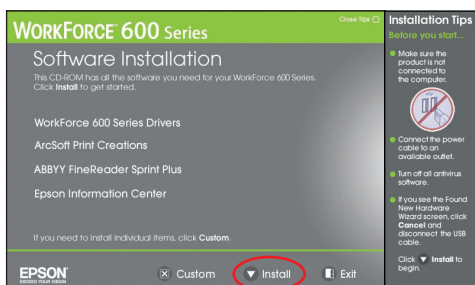 Close Tips
WorkForce 600 Series
Software Installation
This CD-ROM has all the software you need for your WorkForce 600 Series.
Click Install to get started.
WorkForce 600 Series Drivers
ArcSoft Print Creations
ABBYY FineReader Sprint Plus
Epson Information Center
If you need to install individual items, click Custom.
EPSON
EXCEED YOUR VISION
Custom
Install
Exit
Installation Tips
Before you start...
Make sure the
product is not
connected to
the computer.
Connect the power
cable to an
available outlet.
Turn off all antivirus
software.
If you see the Found
New Hardware
Wizard screen, click
Cancel and
disconnect the USB
cable.
Click Install to
begin.